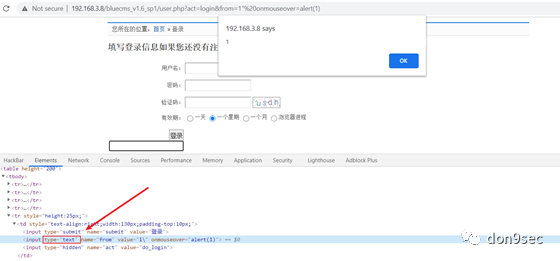 Not secure | 192.168.3.8/bluecms_v1.6_sp1/user.php?act=login&from=1"%20onmouseover=alert(1)
您所在的位置：首页 » 登录
192.168.3.8 says
1
OK
填写登录信息如果您还没有注
用户名：
密码：
验证码：
有效期： 一天 一个星期 一个月 浏览器进程
登录
HackBar Elements Network Console Sources Performance Memory Application Security Lighthouse Adblock Plus
<table height="200">
▼<tbody>
▶<tr>…</tr>
▶<tr>…</tr>
▶<tr>…</tr>
▶<tr>…</tr>
▼<tr style="height:25px;">
▼<td style="text-align:right;width:130px;padding-top:10px;">
<input type="submit" name="submit" value="登录">
<input type="text" name="from" value="1\" onmouseover="alert(1)"> == $0
<input type="hidden" name="act" value="do_login">
</td>
don9sec